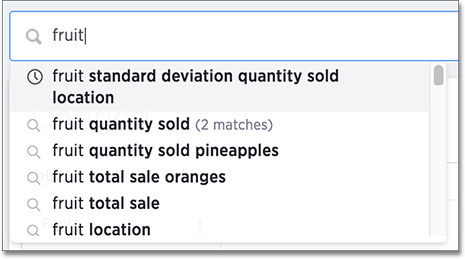 fruit
fruit standard deviation quantity sold
location
fruit quantity sold (2 matches)
fruit quantity sold pineapples
fruit total sale oranges
fruit total sale
fruit location